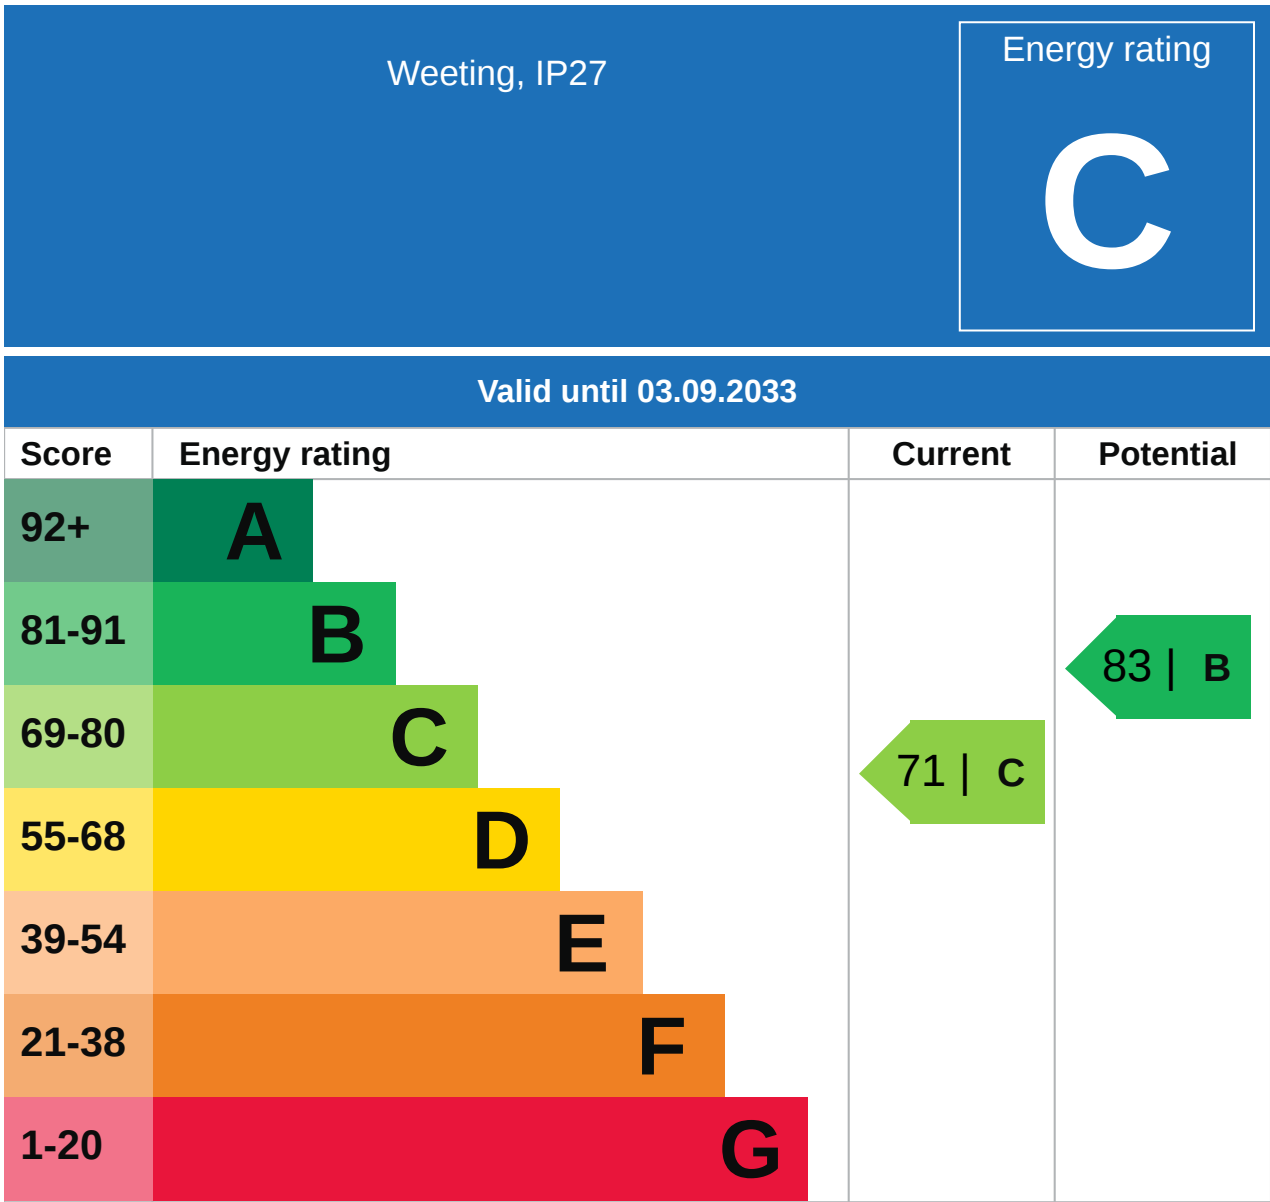 Weeting, IP27
Energy rating
C
Valid until 03.09.2033
Score Energy rating Current Potential
92+ A
81-91 B
83 | B
69-80 C
71 | C
55-68 D
39-54 E
21-38 F
1-20 G